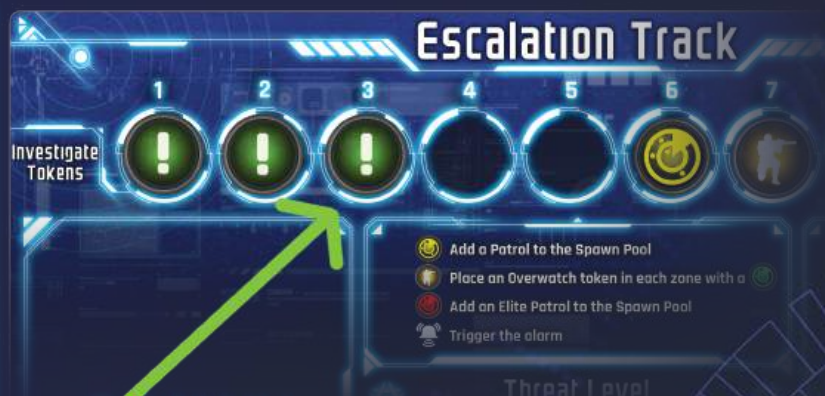 Escalation Track
1 2 3 4 5 6 7
Investigate
Tokens
! ! !
Add a Patrol to the Spawn Pool
Place an Overwatch token in each zone with a
Add an Elite Patrol to the Spawn Pool
Trigger the alarm
Threat Level